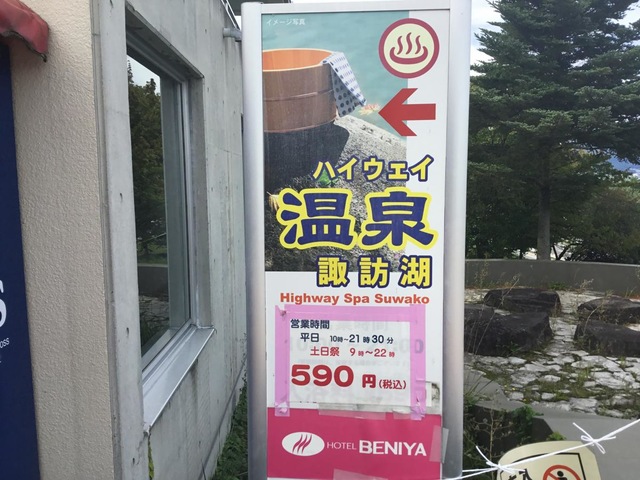 イメージ写真
ハイウェイ
温泉
諏訪湖
Highway Spa Suwako
営業時間
平日 10時～21時30分
土日祭 9時～22時
590円(税込)
HOTEL BENIYA